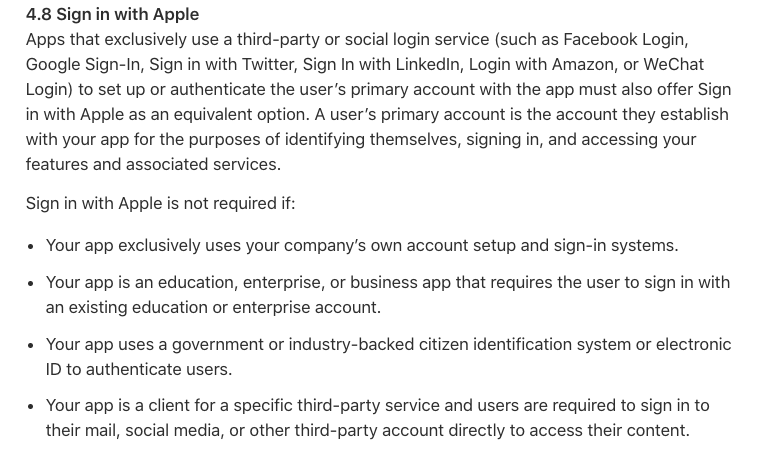 4.8 Sign in with Apple
Apps that exclusively use a third-party or social login service (such as Facebook Login,
Google Sign-In, Sign in with Twitter, Sign In with LinkedIn, Login with Amazon, or WeChat
Login) to set up or authenticate the user’s primary account with the app must also offer Sign
in with Apple as an equivalent option. A user’s primary account is the account they establish
with your app for the purposes of identifying themselves, signing in, and accessing your
features and associated services.
Sign in with Apple is not required if:
• Your app exclusively uses your company’s own account setup and sign-in systems.
• Your app is an education, enterprise, or business app that requires the user to sign in with
an existing education or enterprise account.
• Your app uses a government or industry-backed citizen identification system or electronic
ID to authenticate users.
• Your app is a client for a specific third-party service and users are required to sign in to
their mail, social media, or other third-party account directly to access their content.